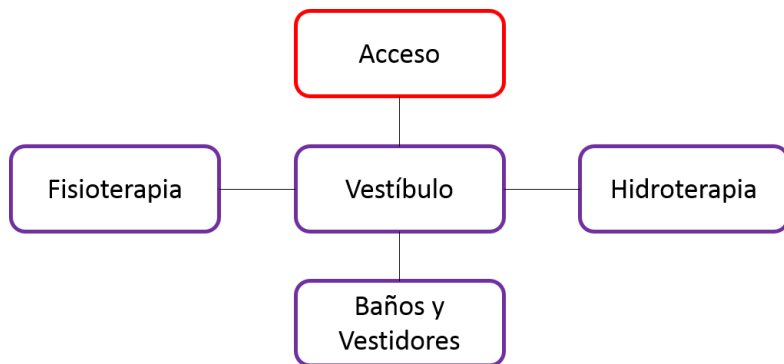 Acceso
Fisioterapia
Vestíbulo
Hidroterapia
Baños y
Vestidores